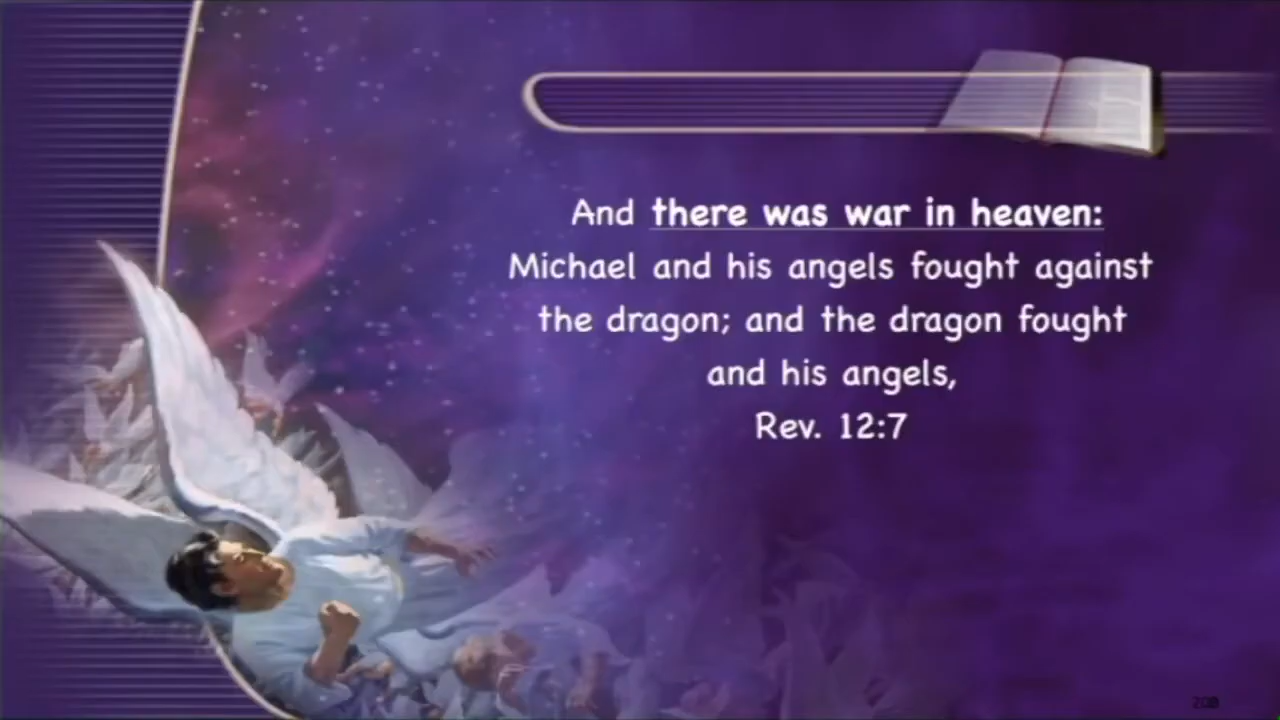 And there was war in heaven:
Michael and his angels fought against
the dragon; and the dragon fought
and his angels,
Rev. 12:7